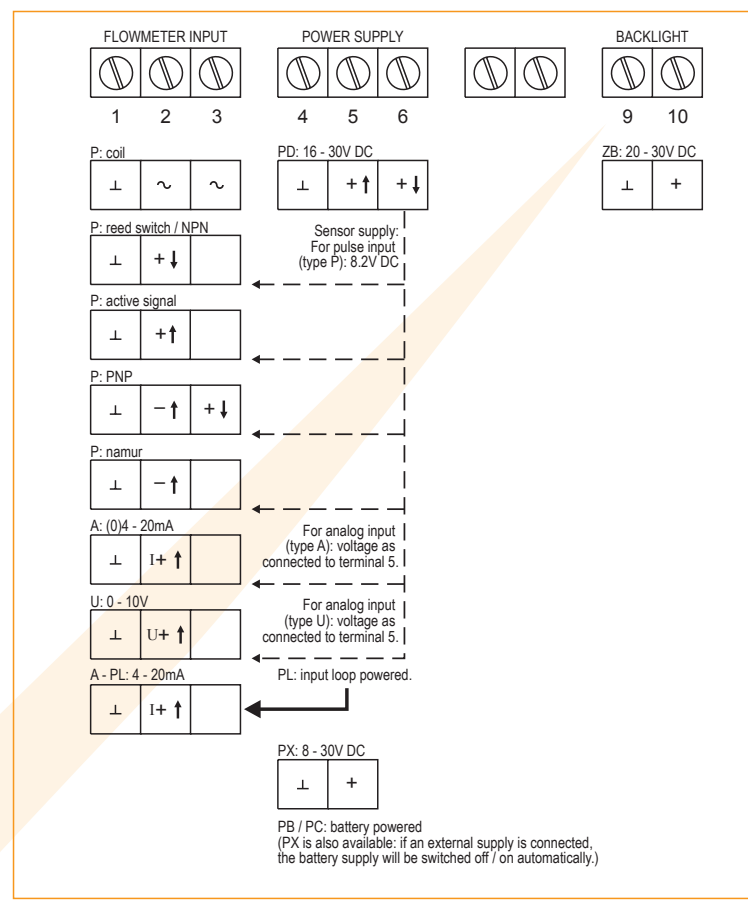 FLOWMETER INPUT
POWER SUPPLY
BACKLIGHT
1 2 3
4 5 6
9 10
P: coil
⊥ ~ ~
PD: 16 - 30V DC
⊥ +↑ +↓
ZB: 20 - 30V DC
⊥ +
P: reed switch / NPN
⊥ +↓
Sensor supply:
For pulse input
(type P): 8.2V DC
P: active signal
⊥ +↑
P: PNP
⊥ −↑ +↓
P: namur
⊥ −↑
A: (0)4 - 20mA
⊥ I+ ↑
For analog input
(type A): voltage as
connected to terminal 5.
U: 0 - 10V
⊥ U+ ↑
For analog input
(type U): voltage as
connected to terminal 5.
A - PL: 4 - 20mA
⊥ I+ ↑
PL: input loop powered.
PX: 8 - 30V DC
⊥ +
PB / PC: battery powered
(PX is also available: if an external supply is connected,
the battery supply will be switched off / on automatically.)